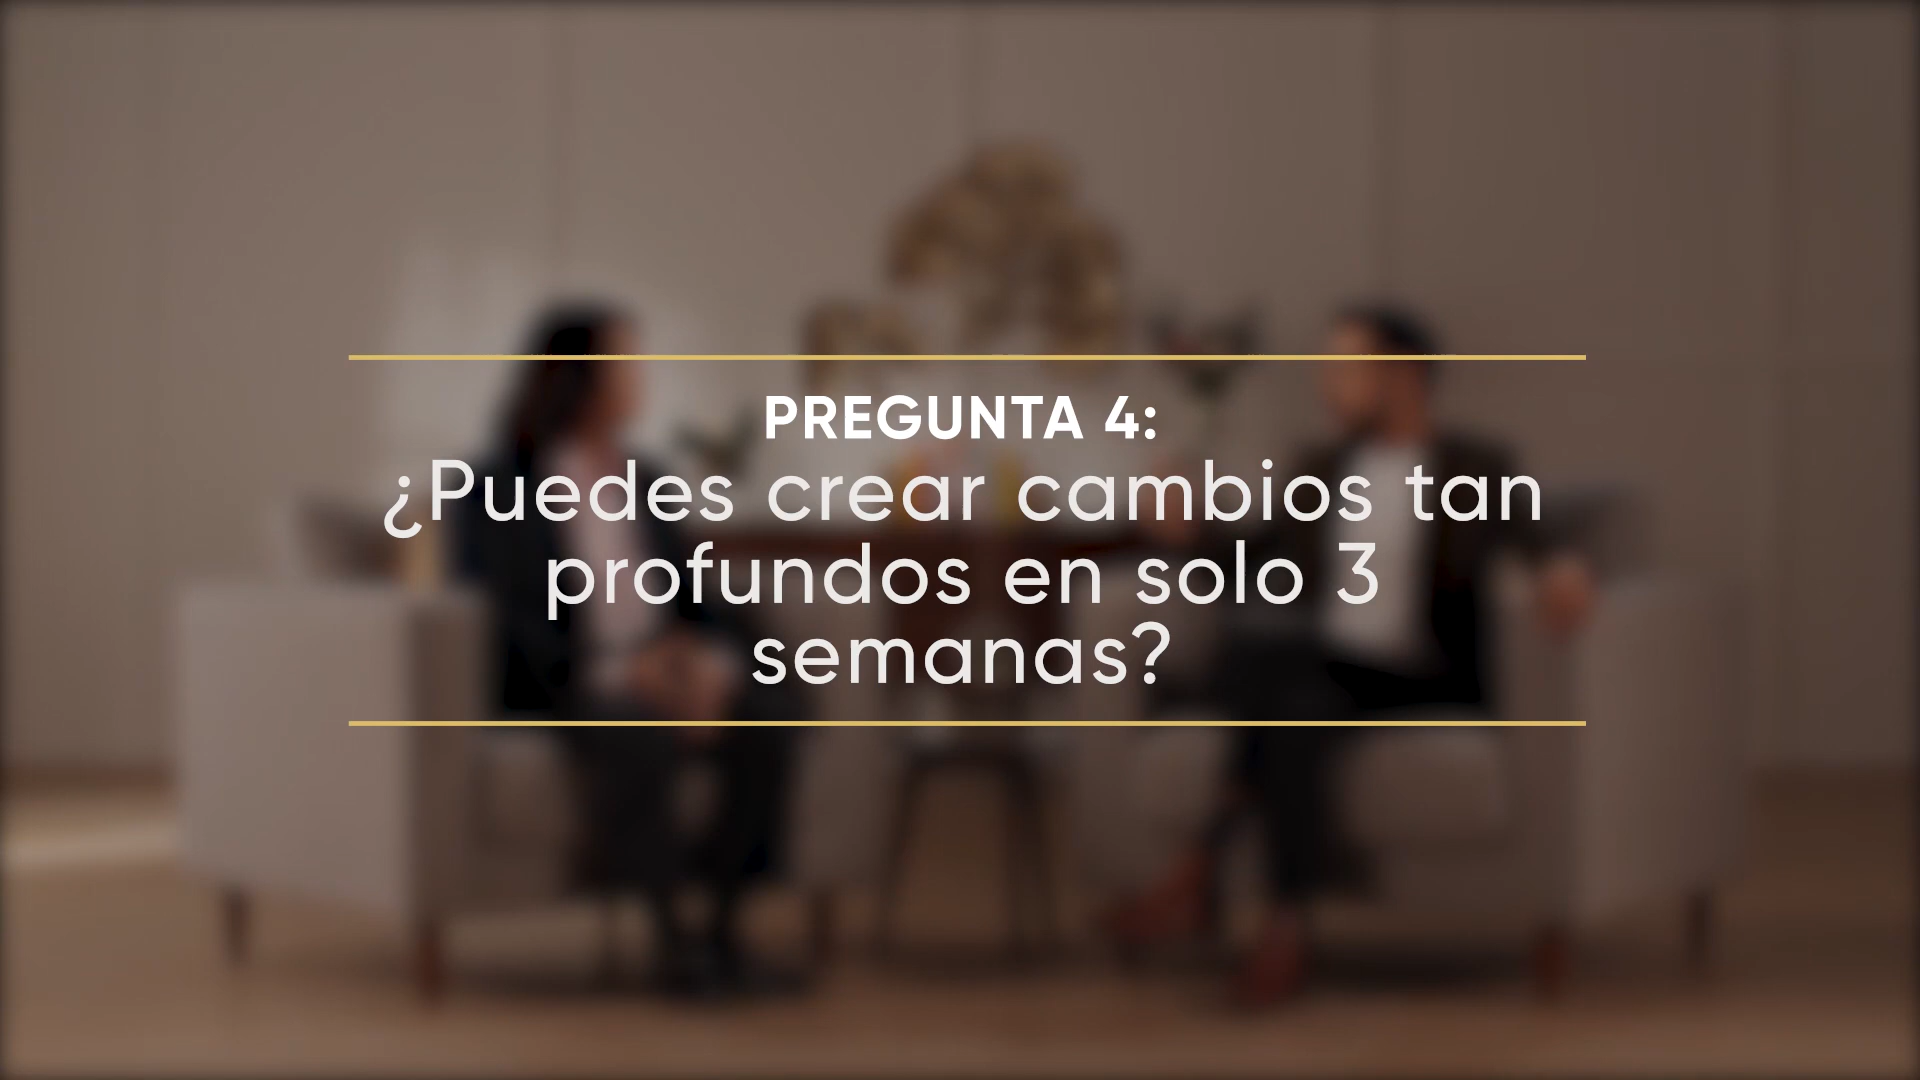 PREGUNTA 4:
¿Puedes crear cambios tan
profundos en solo 3
semanas?